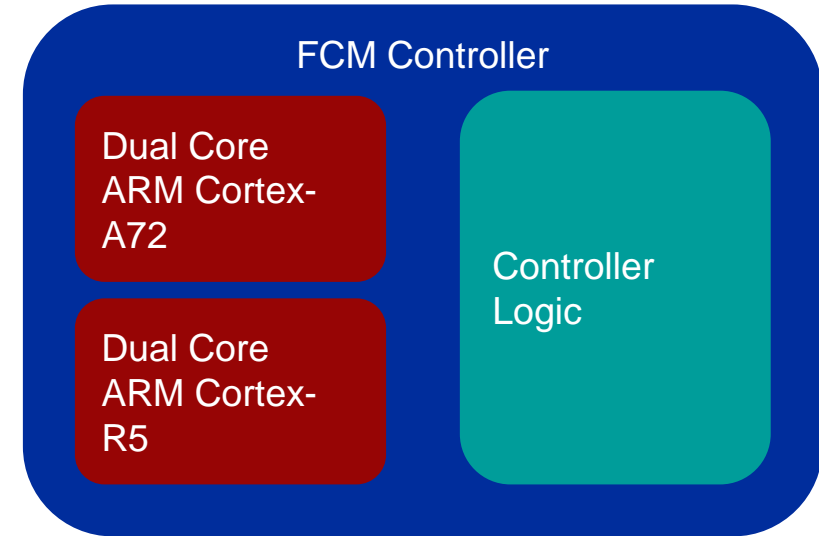 FCM Controller
Dual Core
ARM Cortex-
A72
Controller
Logic
Dual Core
ARM Cortex-
R5